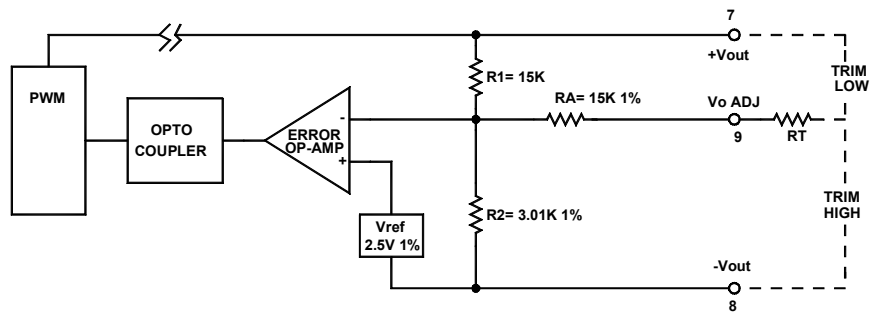 7
+Vout
R1= 15K
TRIM
LOW
PWM
RA= 15K 1%
Vo ADJ
OPTO
COUPLER
-
ERROR
OP-AMP
+
9
RT
TRIM
HIGH
R2= 3.01K 1%
Vref
2.5V 1%
-Vout
8